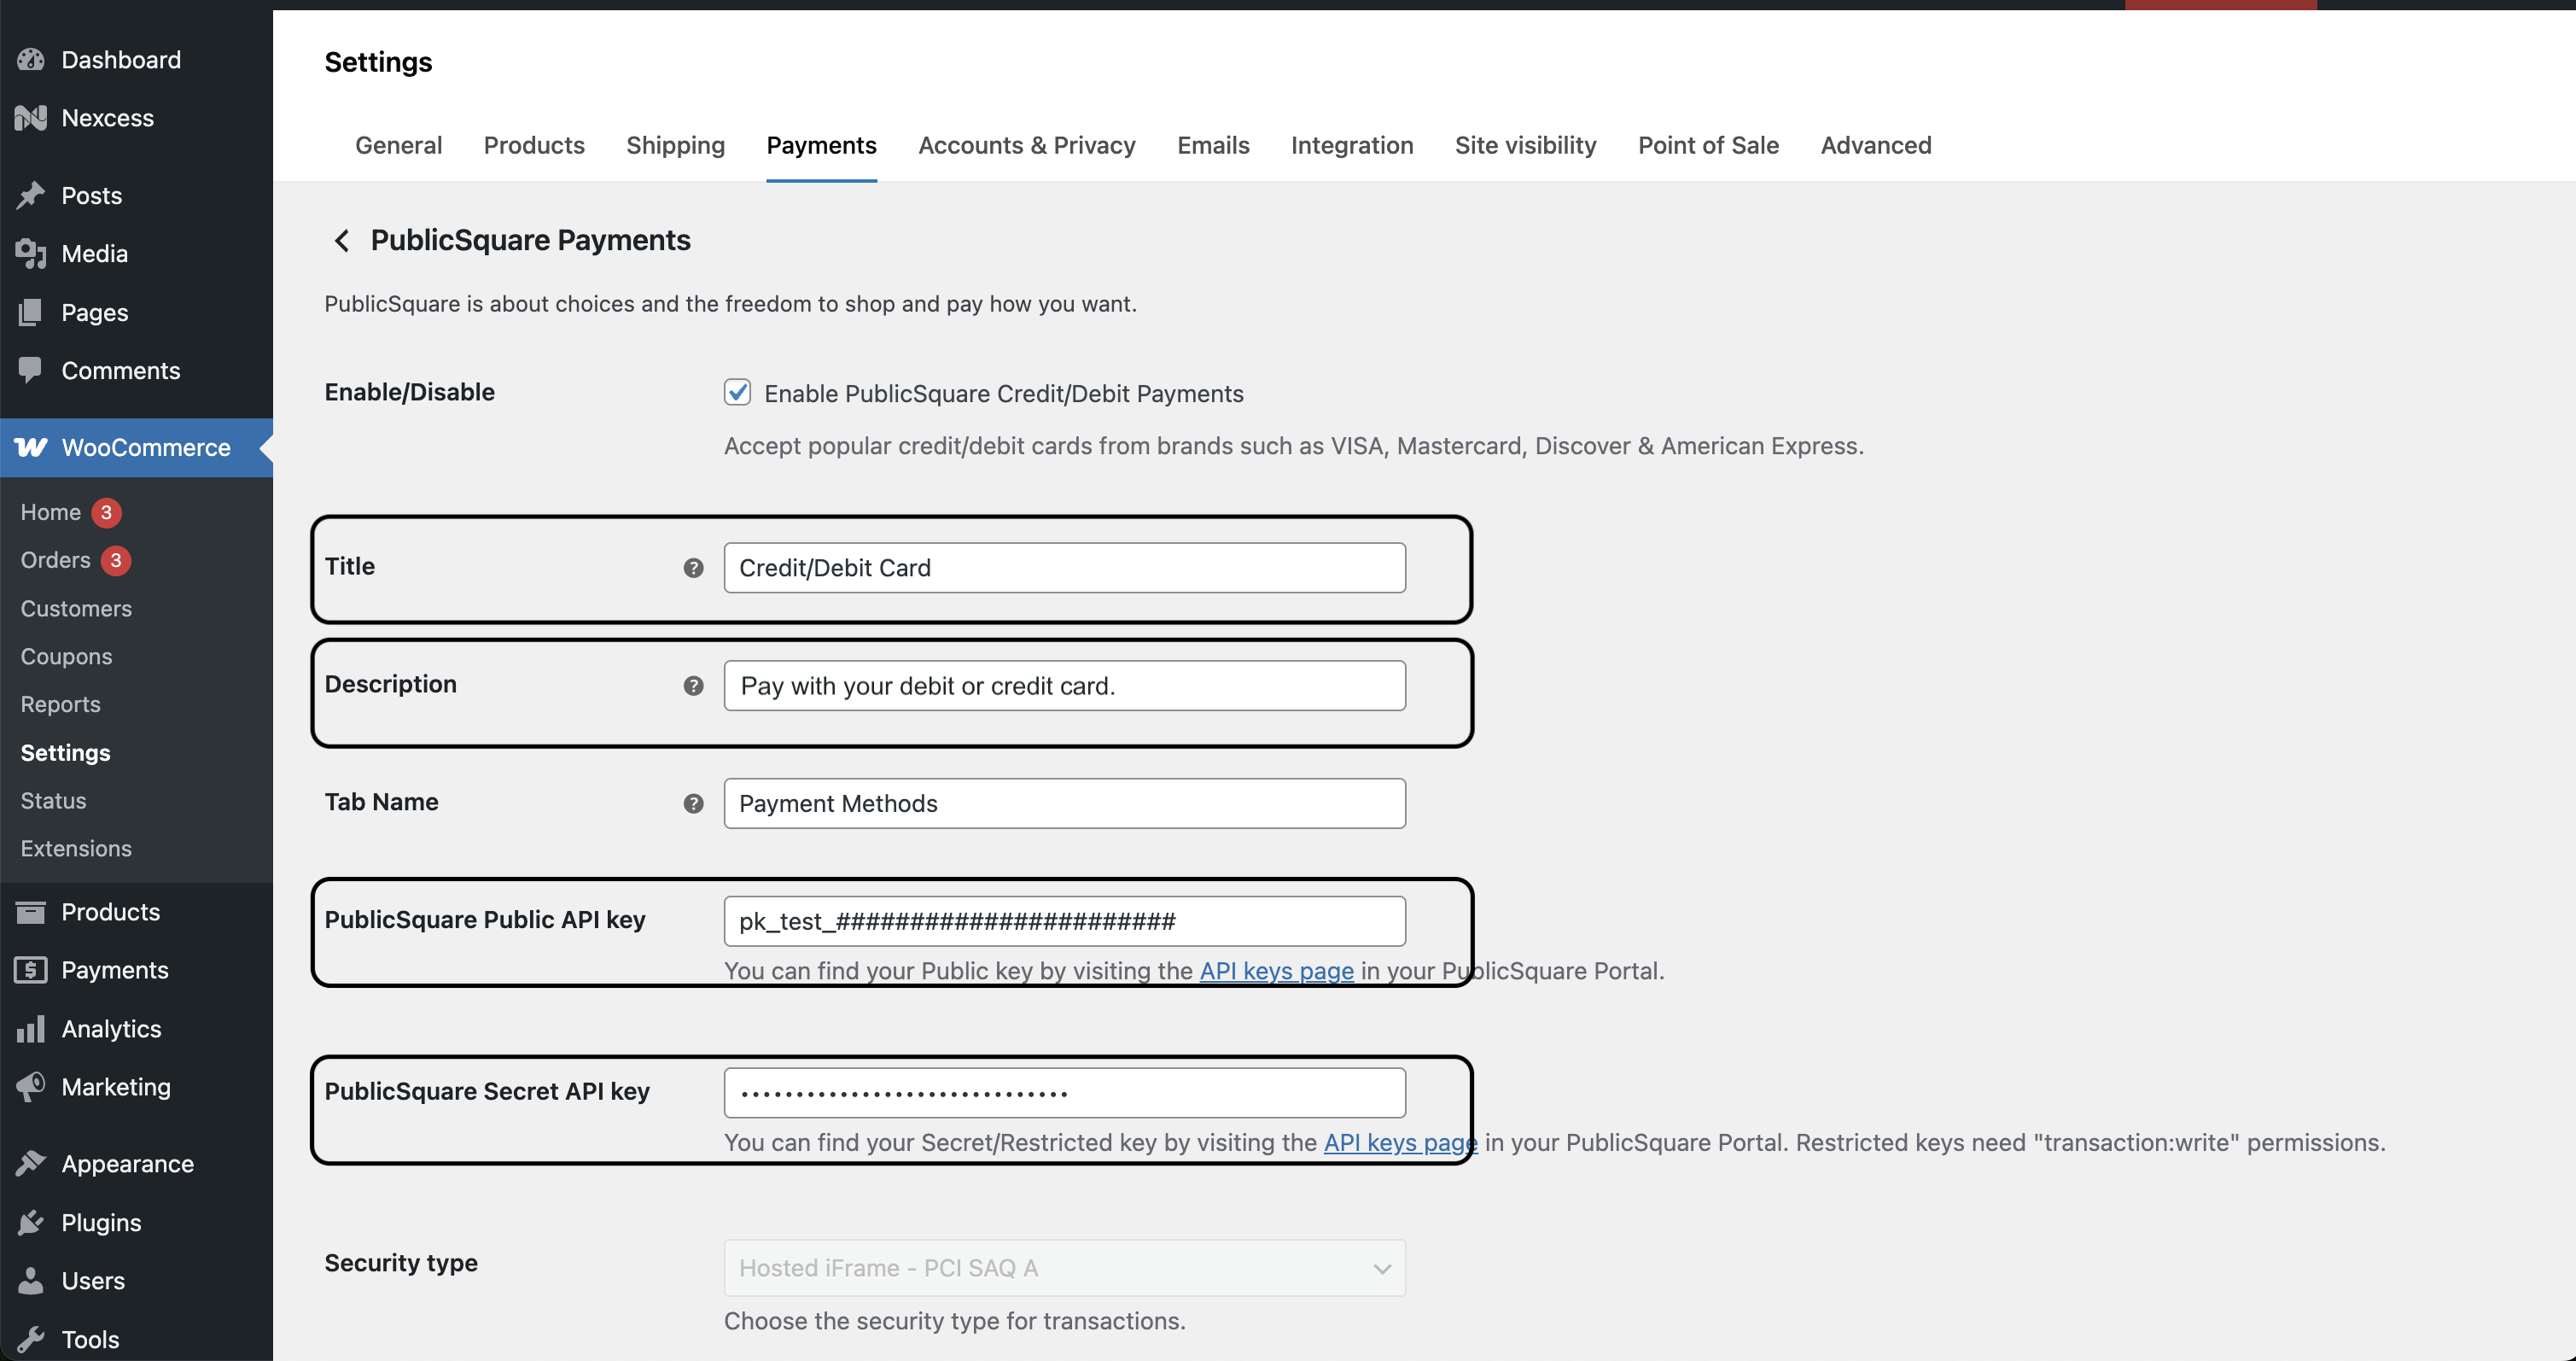 Dashboard
Nexcess
Posts
Media
Pages
Comments
WooCommerce
Home 3
Orders 3
Customers
Coupons
Reports
Settings
Status
Extensions
Products
Payments
Analytics
Marketing
Appearance
Plugins
Users
Tools
Settings
General Products Shipping Payments Accounts & Privacy Emails Integration Site visibility Point of Sale Advanced
PublicSquare Payments
PublicSquare is about choices and the freedom to shop and pay how you want.
Enable/Disable
Enable PublicSquare Credit/Debit Payments
Accept popular credit/debit cards from brands such as VISA, Mastercard, Discover & American Express.
Title ? Credit/Debit Card
Description ? Pay with your debit or credit card.
Tab Name ? Payment Methods
PublicSquare Public API key pk_test_#######################
You can find your Public key by visiting the API keys page in your PublicSquare Portal.
PublicSquare Secret API key ······························
You can find your Secret/Restricted key by visiting the API keys page in your PublicSquare Portal. Restricted keys need "transaction:write" permissions.
Security type Hosted iFrame - PCI SAQ A
Choose the security type for transactions.